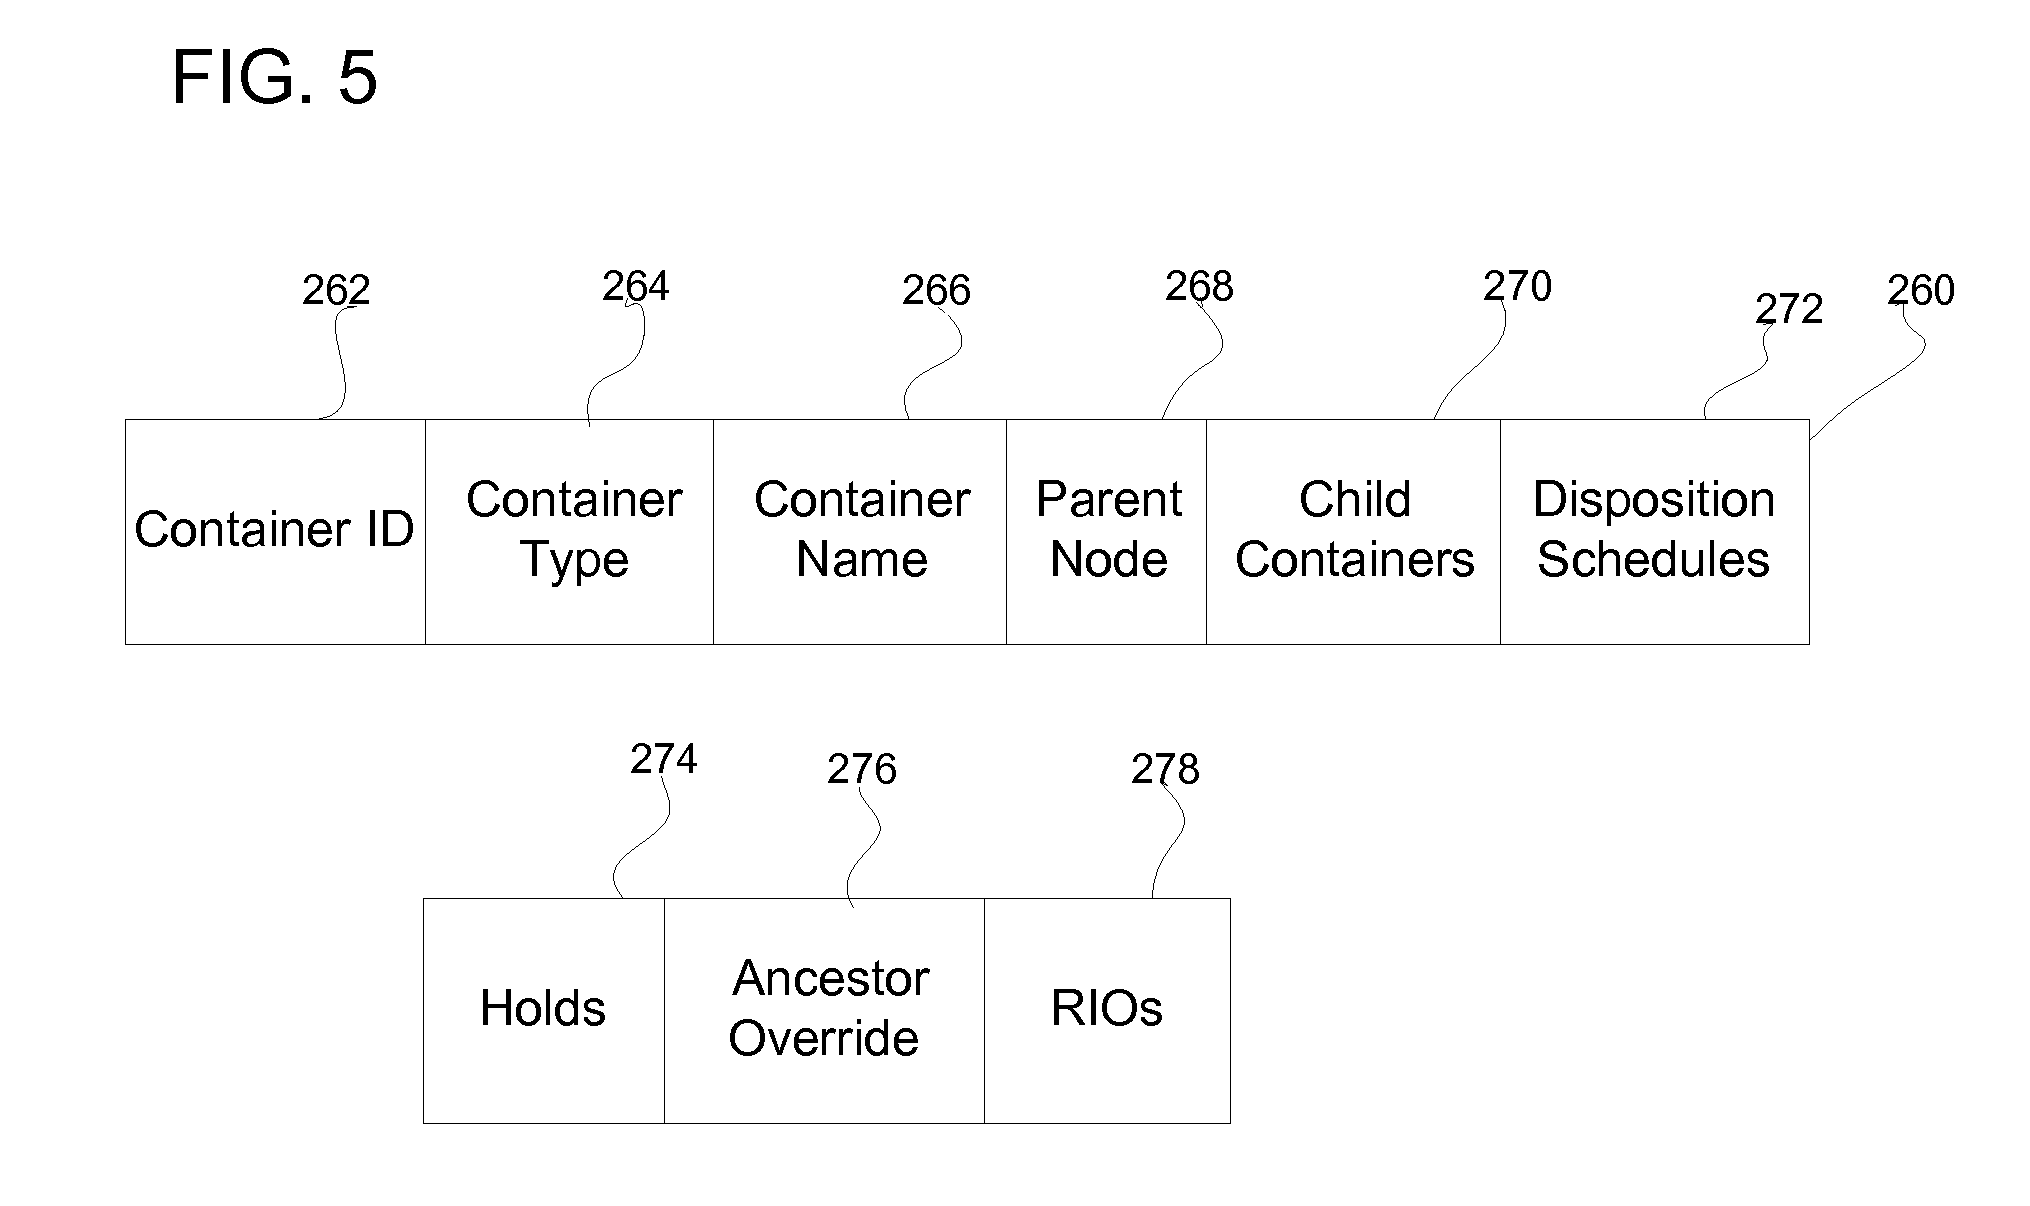 FIG. 5
262
264
266
268
270
272
260
Container ID
Container
Type
Container
Name
Parent
Node
Child
Containers
Disposition
Schedules
274
276
278
Holds
Ancestor
Override
RIOs